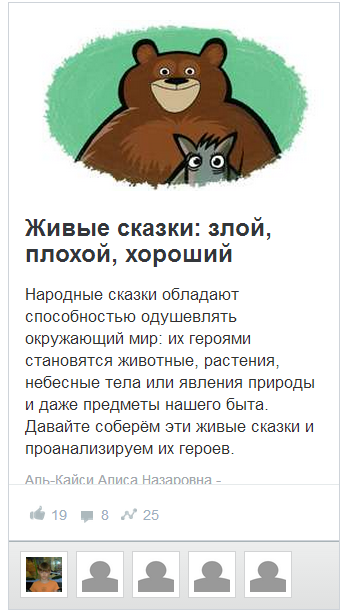 Живые сказки: злой,
плохой, хороший
Народные сказки обладают
способностью одушевлять
окружающий мир: их героями
становятся животные, растения,
небесные тела или явления природы
и даже предметы нашего быта.
Давайте соберём эти живые сказки и
проанализируем их героев.
Аль-Кайси Алиса Назаровна -
19 8 25